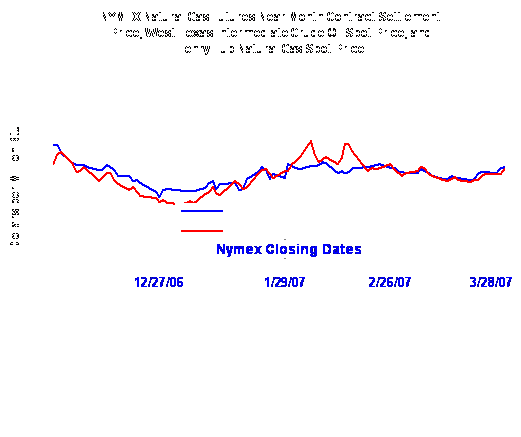 NYMEX Natural Gas Futures Near-Month Contract Settlement
Price, West Texas Intermediate Crude Oil Spot Price, and
Henry Hub Natural Gas Spot Price
Dollars per Million
Nymex Closing Dates
12/27/06 1/29/07 2/26/07 3/28/07